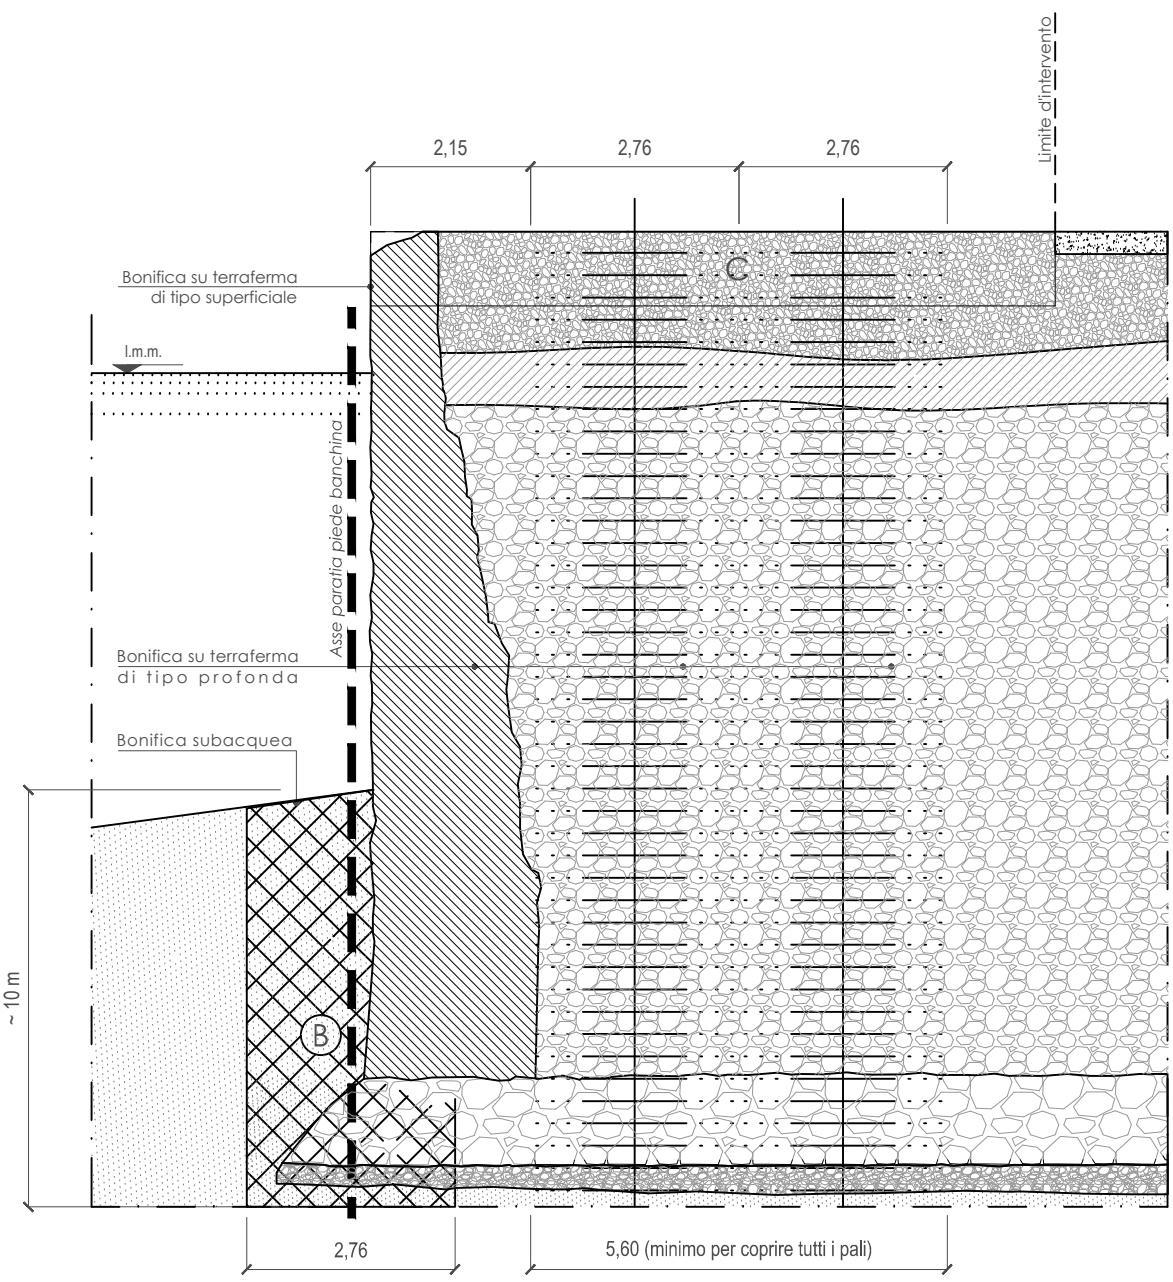 Limite d'intervento
2,15
2,76
2,76
C
Bonifica su terraferma
di tipo superficiale
l.m.m.
Asse paratia piede banchina
Bonifica su terraferma
di tipo profonda
Bonifica subacquea
~ 10 m
B
2,76
5,60 (minimo per coprire tutti i pali)